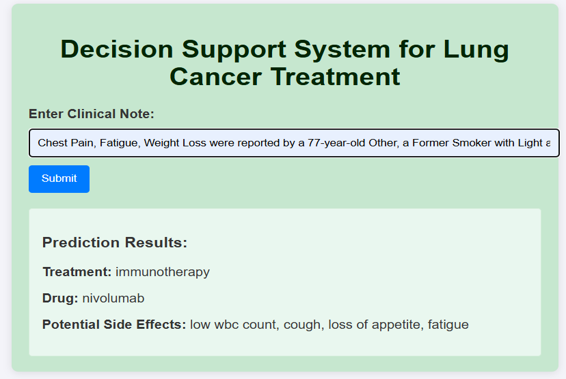 Decision Support System for Lung
Cancer Treatment
Enter Clinical Note:
Chest Pain, Fatigue, Weight Loss were reported by a 77-year-old Other, a Former Smoker with Light a
Submit
Prediction Results:
Treatment: immunotherapy
Drug: nivolumab
Potential Side Effects: low wbc count, cough, loss of appetite, fatigue